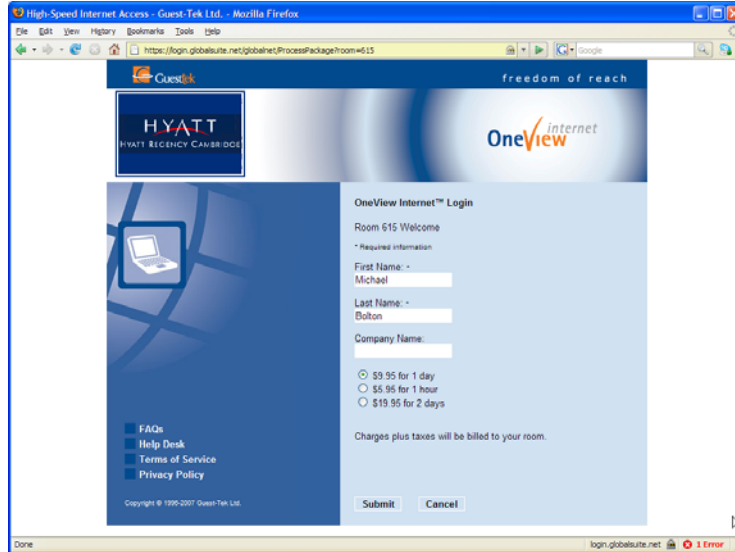 High-Speed Internet Access - Guest-Tek Ltd. - Mozilla Firefox
File Edit View History Bookmarks Tools Help
https://login.globalsuite.net/globalnet/ProcessPackage?room=615
Google
Guesttek
freedom of reach
HYATT
HYATT REGENCY CAMBRIDGE
OneView internet
OneView Internet™ Login
Room 615 Welcome
* Required information
First Name: *
Michael
Last Name: *
Bolton
Company Name:
$9.95 for 1 day
$5.95 for 1 hour
$19.95 for 2 days
Charges plus taxes will be billed to your room.
FAQs
Help Desk
Terms of Service
Privacy Policy
Copyright © 1996-2007 Guest-Tek Ltd.
Submit Cancel
Done
login.globalsuite.net
1 Error